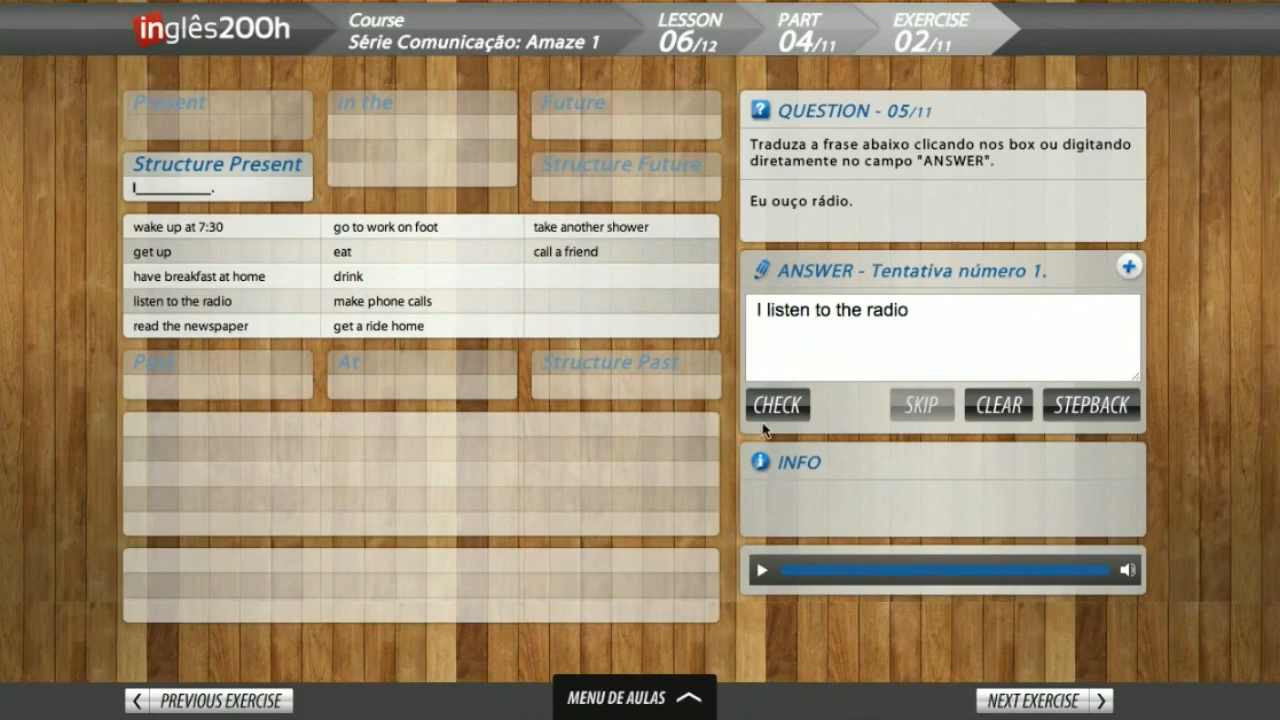 inglês200h
Course
Série Comunicação: Amaze 1
LESSON
06/12
PART
04/11
EXERCISE
02/11
Present
In the
Future
Structure Present
I_________.
Structure Future
wake up at 7:30
go to work on foot
take another shower
get up
eat
call a friend
have breakfast at home
drink
listen to the radio
make phone calls
read the newspaper
get a ride home
Past
At
Structure Past
? QUESTION - 05/11
Traduza a frase abaixo clicando nos box ou digitando
diretamente no campo "ANSWER".
Eu ouço rádio.
ANSWER - Tentativa número 1.
I listen to the radio
CHECK
SKIP
CLEAR
STEPBACK
i INFO
PREVIOUS EXERCISE
MENU DE AULAS
NEXT EXERCISE